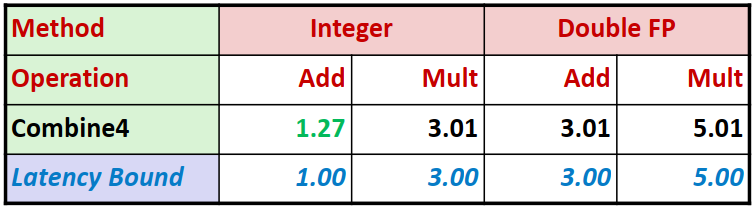 Method Integer Double FP
Operation Add Mult Add Mult
Combine4 1.27 3.01 3.01 5.01
Latency Bound 1.00 3.00 3.00 5.00